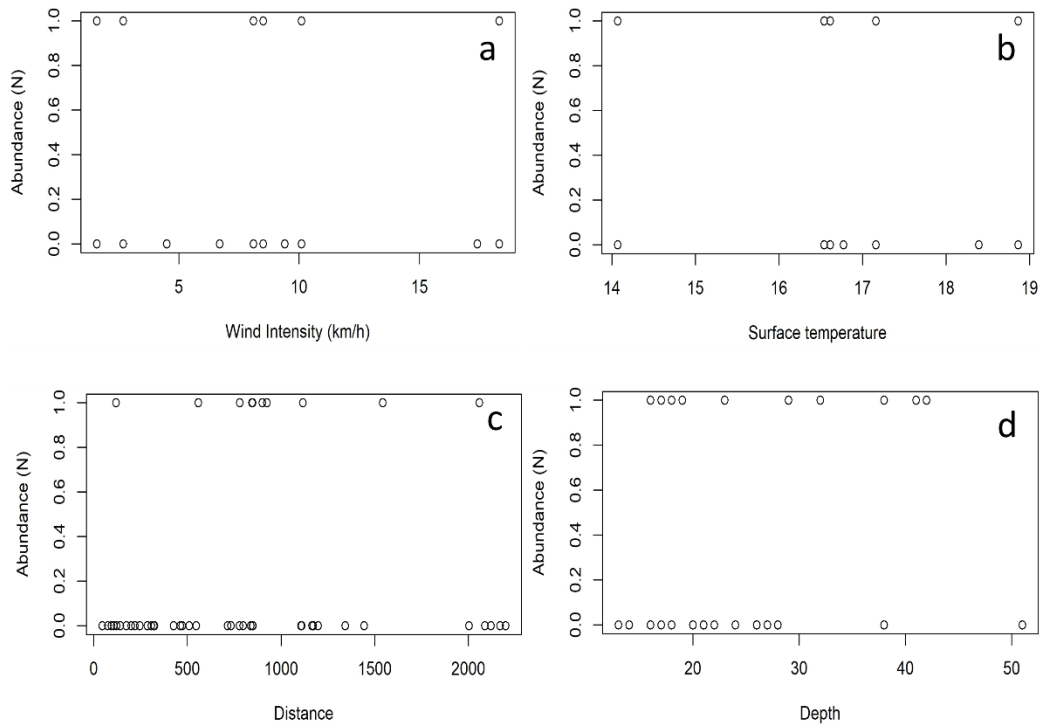 a
Abundance (N)
1.0
0.8
0.6
0.4
0.2
0.0
5 10 15
Wind Intensity (km/h)
b
Abundance (N)
1.0
0.8
0.6
0.4
0.2
0.0
14 15 16 17 18 19
Surface temperature
c
Abundance (N)
1.0
0.8
0.6
0.4
0.2
0.0
0 500 1000 1500 2000
Distance
d
Abundance (N)
1.0
0.8
0.6
0.4
0.2
0.0
20 30 40 50
Depth